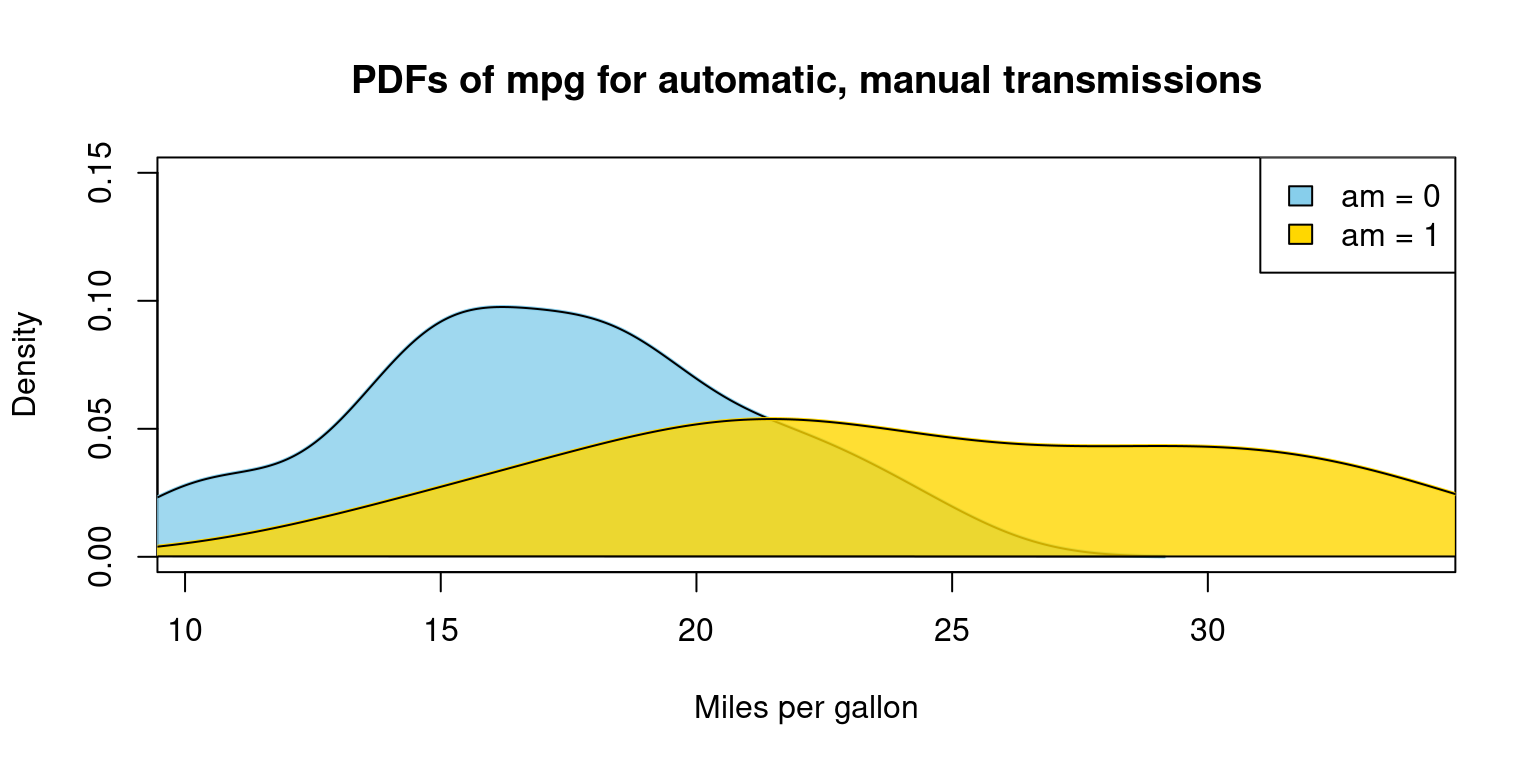 PDFs of mpg for automatic, manual transmissions
am = 0
am = 1
Density
0.15
0.10
0.05
0.00
10 15 20 25 30
Miles per gallon